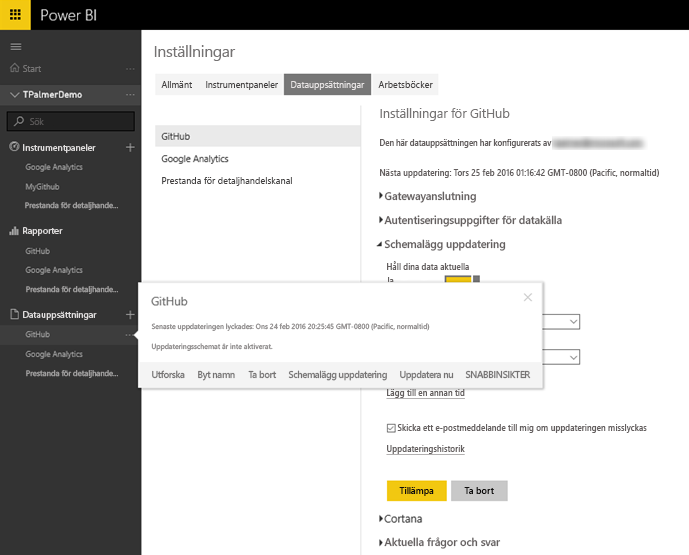 Power BI
Start
TPalmerDemo
Sök
Instrumentpaneler
Google Analytics
MyGithub
Prestanda för detaljhande...
Rapporter
GitHub
Google Analytics
Prestanda för detaljhande...
Datauppsättningar
GitHub
Google Analytics
Prestanda för detaljhande...
Inställningar
Allmänt Instrumentpaneler Datauppsättningar Arbetsböcker
GitHub
Google Analytics
Prestanda för detaljhandelskanal
Inställningar för GitHub
Den här datauppsättningen har konfigurerats av
Nästa uppdatering: Tors 25 feb 2016 01:16:42 GMT-0800 (Pacific, normaltid)
Gatewayanslutning
Autentiseringsuppgifter för datakälla
Schemalägg uppdatering
Håll dina data aktuella
Ja
GitHub
Senaste uppdateringen lyckades: Ons 24 feb 2016 20:25:45 GMT-0800 (Pacific, normaltid)
Uppdateringsschemat är inte aktiverat.
Utforska Byt namn Ta bort Schemalägg uppdatering Uppdatera nu SNABBINSIKTER
Lägg till en annan tid
Skicka ett e-postmeddelande till mig om uppdateringen misslyckas
Uppdateringshistorik
Tillämpa Ta bort
Cortana
Aktuella frågor och svar